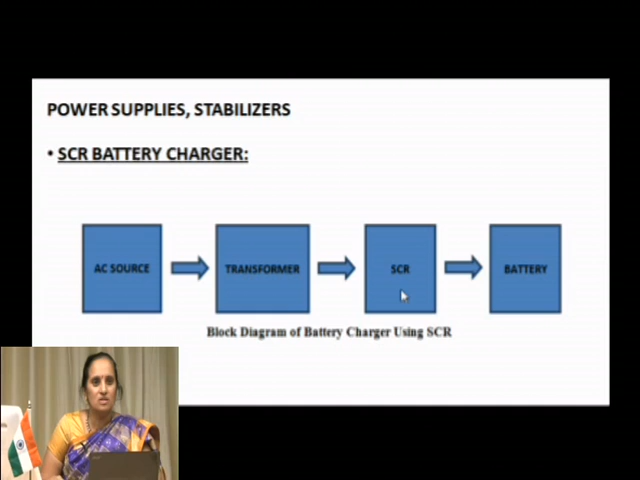 POWER SUPPLIES, STABILIZERS
• SCR BATTERY CHARGER:
AC SOURCE
TRANSFORMER
SCR
BATTERY
Block Diagram of Battery Charger Using SCR